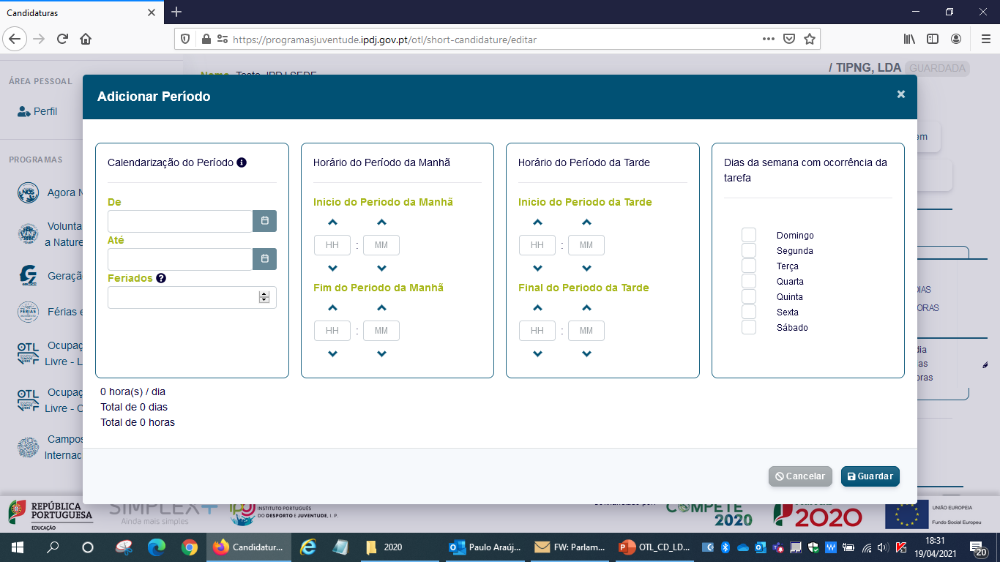 Candidaturas
https://programasjuventude.ipdj.gov.pt/otl/short-candidature/editar
ÁREA PESSOAL
/ TIPNG, LDA GUARDADA
Perfil
PROGRAMAS
Agora N
Volunta
a Nature
Geraçã
Férias e
Ocupaç
Livre - L
Ocupaç
Livre - O
Campos
Internac
Adicionar Período
Calendarização do Período
De
Até
Feriados
Horário do Período da Manhã
Inicio do Periodo da Manhã
HH : MM
Fim do Periodo da Manhã
HH : MM
Horário do Período da Tarde
Inicio do Periodo da Tarde
HH : MM
Final do Periodo da Tarde
HH : MM
Dias da semana com ocorrência da
tarefa
Domingo
Segunda
Terça
Quarta
Quinta
Sexta
Sábado
0 hora(s) / dia
Total de 0 dias
Total de 0 horas
Cancelar
Guardar
em
DIAS
ORAS
dia
as
oras
REPÚBLICA
PORTUGUESA
EDUCAÇÃO
SIMPLEX+
Ainda mais simples
INSTITUTO PORTUGUÊS
DO DESPORTO E JUVENTUDE, I. P.
COMPETE
2020
2020
UNIÃO EUROPEIA
Fundo Social Europeu
Candidatur...
2020
Paulo Araúj...
FW: Parlam...
OTL_CD_LD...
18:31
19/04/2021
20